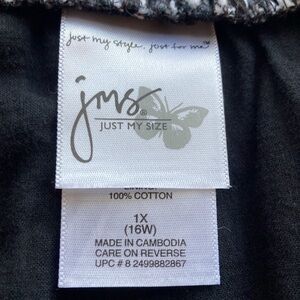 just my style. just for me™
jms®
JUST MY SIZE
100% COTTON
1X
(16W)
MADE IN CAMBODIA
CARE ON REVERSE
UPC # 8 2499882867